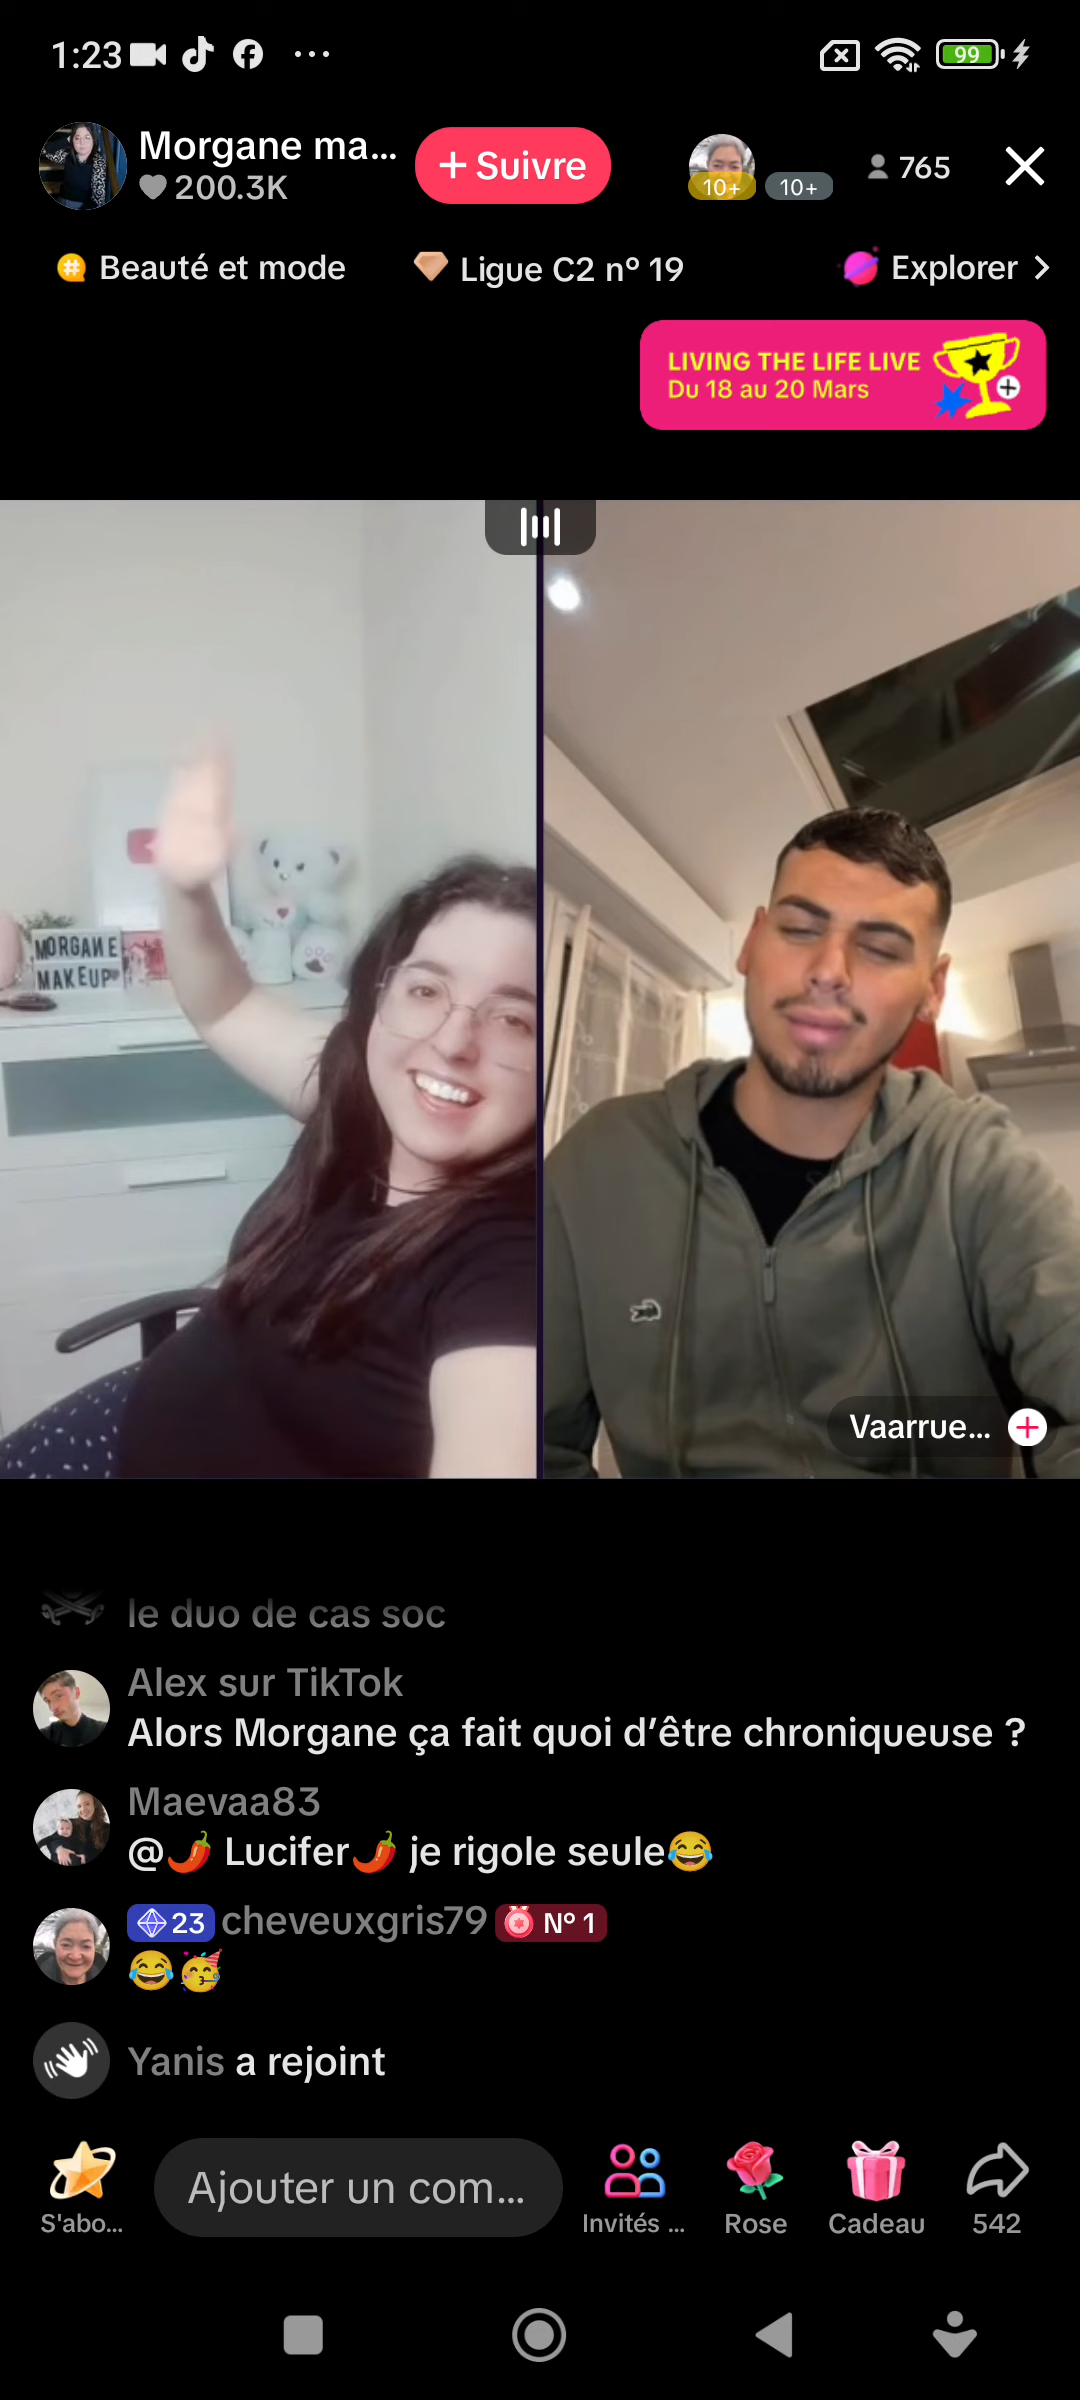 1:23
99
Morgane ma...
200.3K
+ Suivre
10+
10+
765
Beauté et mode
Ligue C2 nº 19
Explorer
LIVING THE LIFE LIVE
Du 18 au 20 Mars
MORGANE
MAKEUP
Vaarrue...
le duo de cas soc
Alex sur TikTok
Alors Morgane ça fait quoi d’être chroniqueuse ?
Maevaa83
@🌶️ Lucifer🌶️ je rigole seule😂
23 cheveuxgris79 Nº 1
😂🥳
Yanis a rejoint
Ajouter un com...
S'abo...
Invités ...
Rose
Cadeau
542